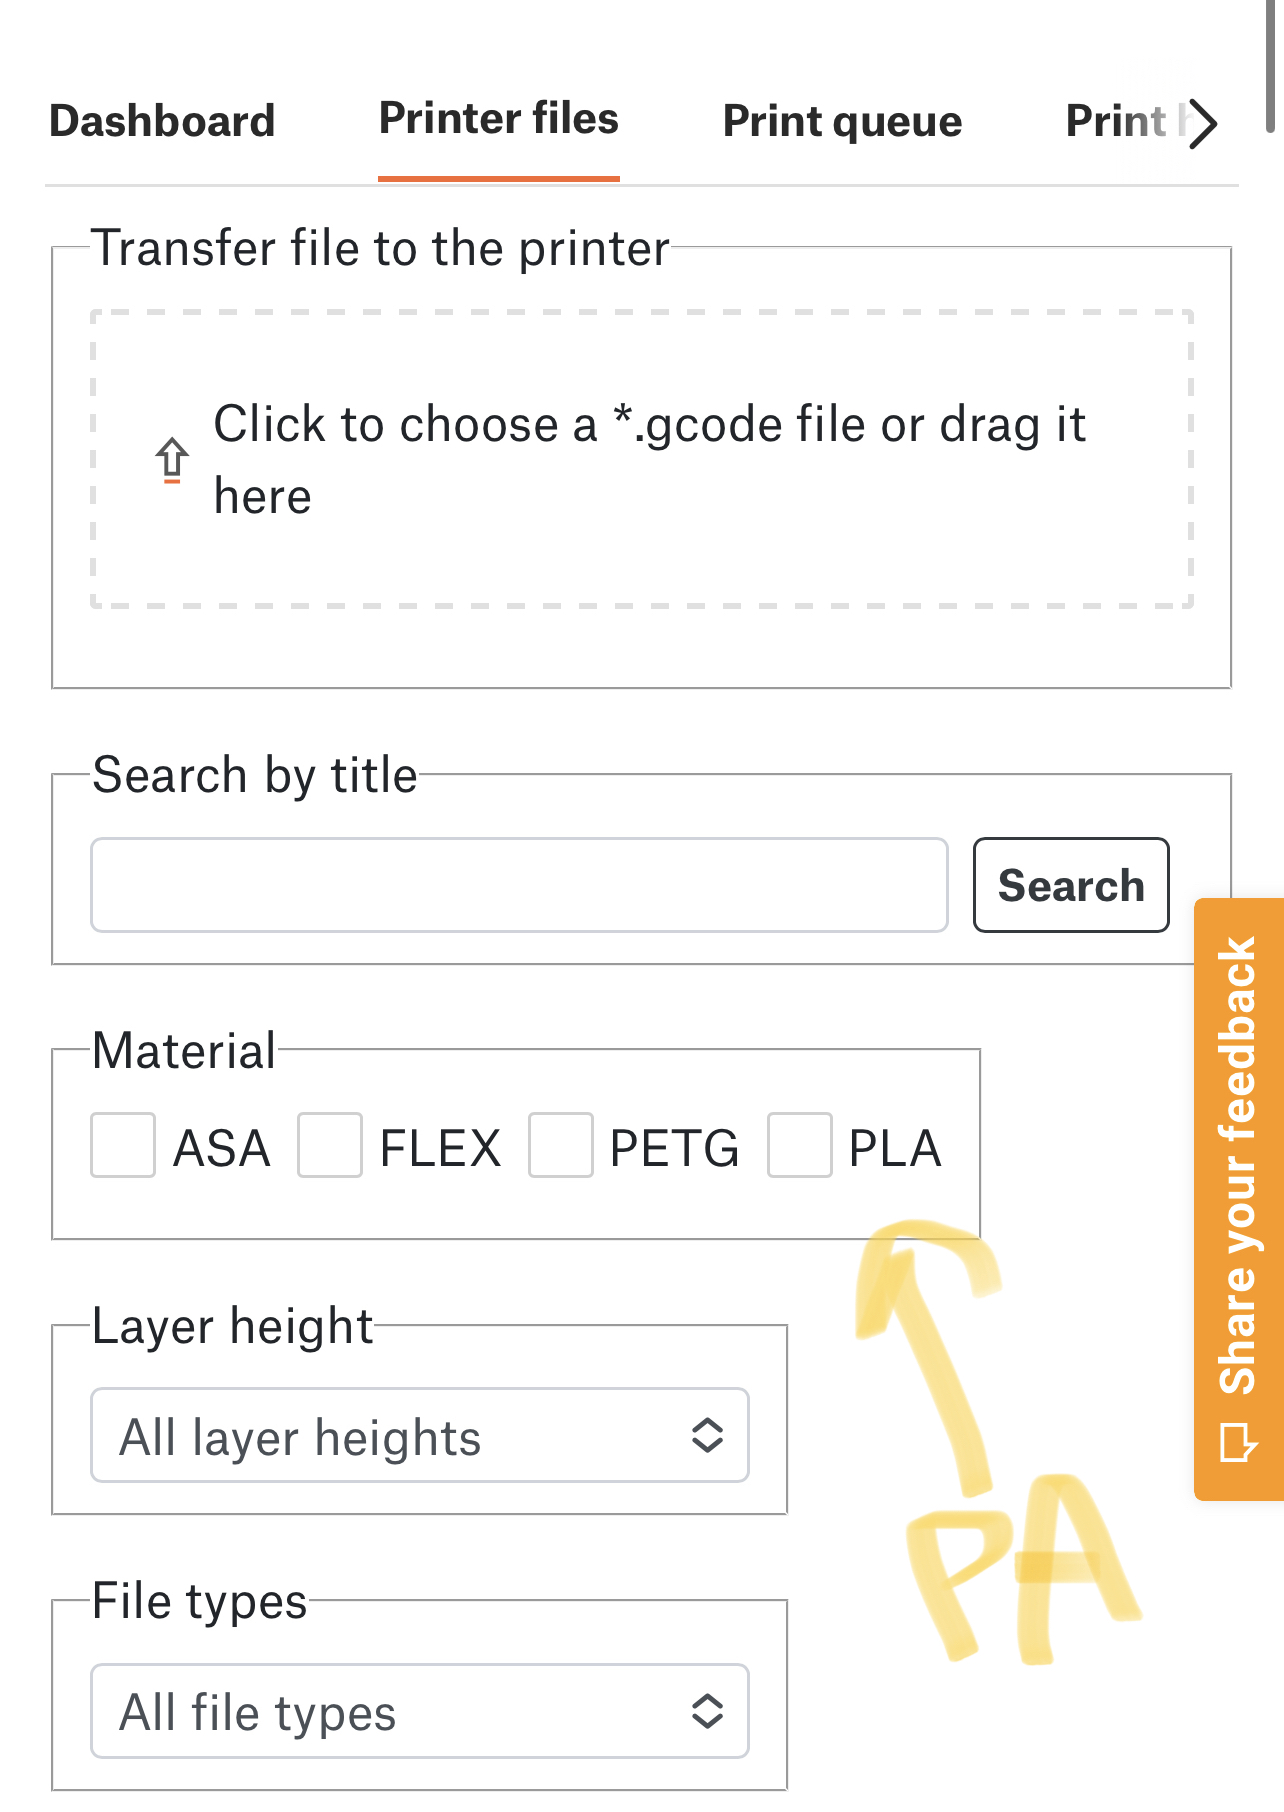 Dashboard Printer files Print queue Print
Transfer file to the printer
Click to choose a *.gcode file or drag it
here
Search by title
Search
Share your feedback
Material
ASA FLEX PETG PLA
Layer height
All layer heights
PA
File types
All file types